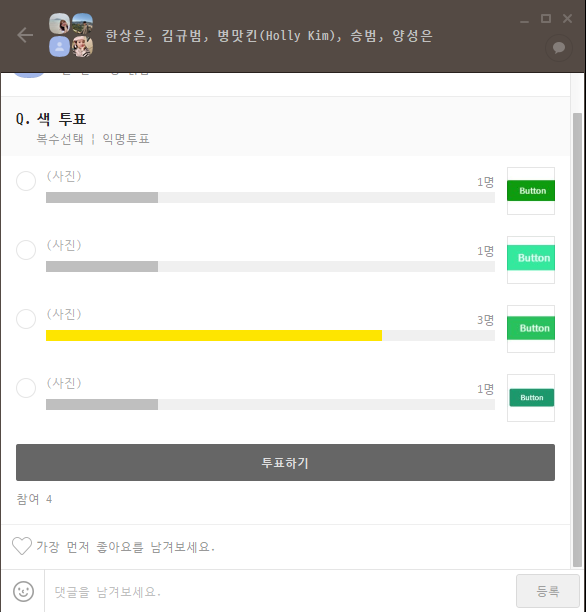 한상은, 김규범, 병맛킨(Holly Kim), 승범, 양성은
Q. 색 투표
복수선택 | 익명투표
(사진)
1명
Button
(사진)
1명
Button
(사진)
3명
Button
(사진)
1명
Button
투표하기
참여 4
가장 먼저 좋아요를 남겨보세요.
댓글을 남겨보세요.
등록